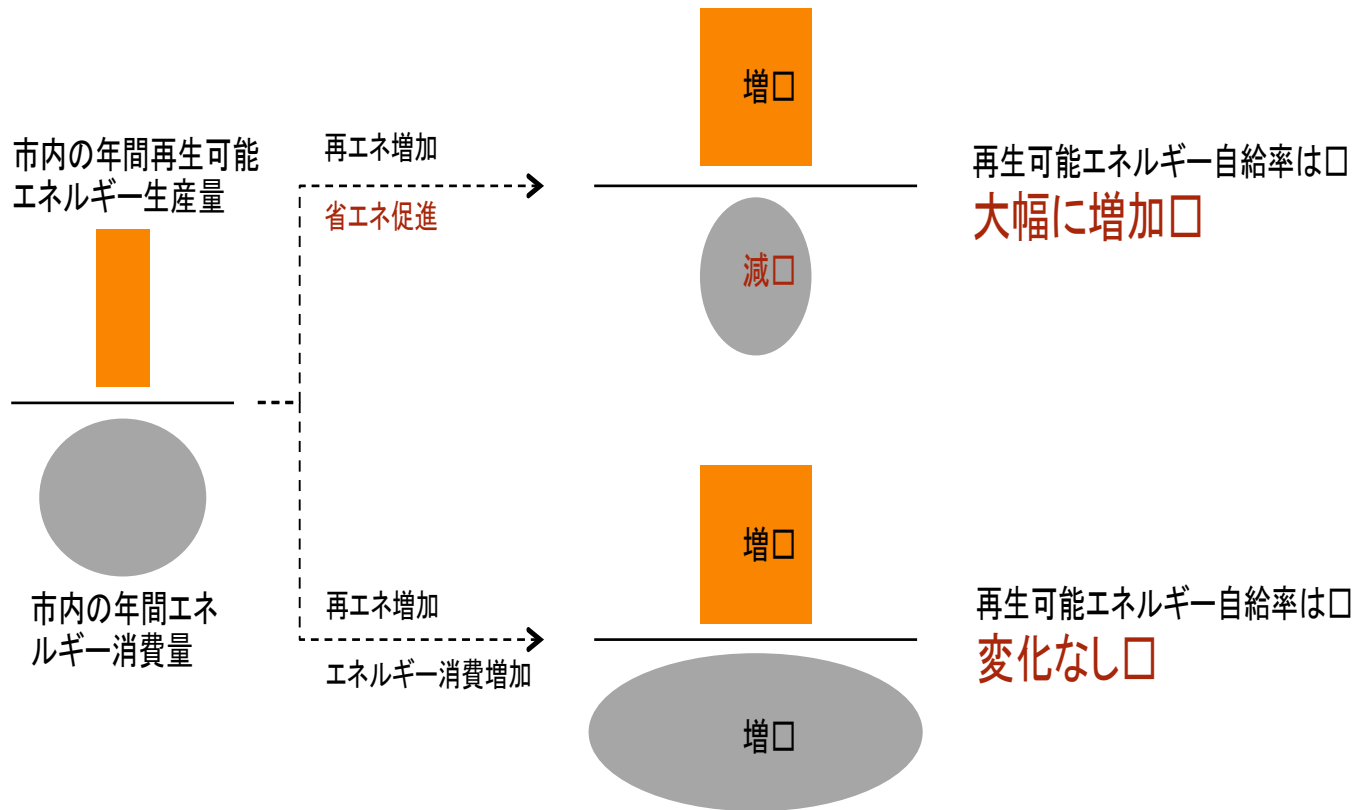 市内の年間再生可能
エネルギー生産量
市内の年間エネ
ルギー消費量
再エネ増加
省エネ促進
増□
減□
再生可能エネルギー自給率は□
大幅に増加□
再エネ増加
エネルギー消費増加
増□
増□
再生可能エネルギー自給率は□
変化なし□